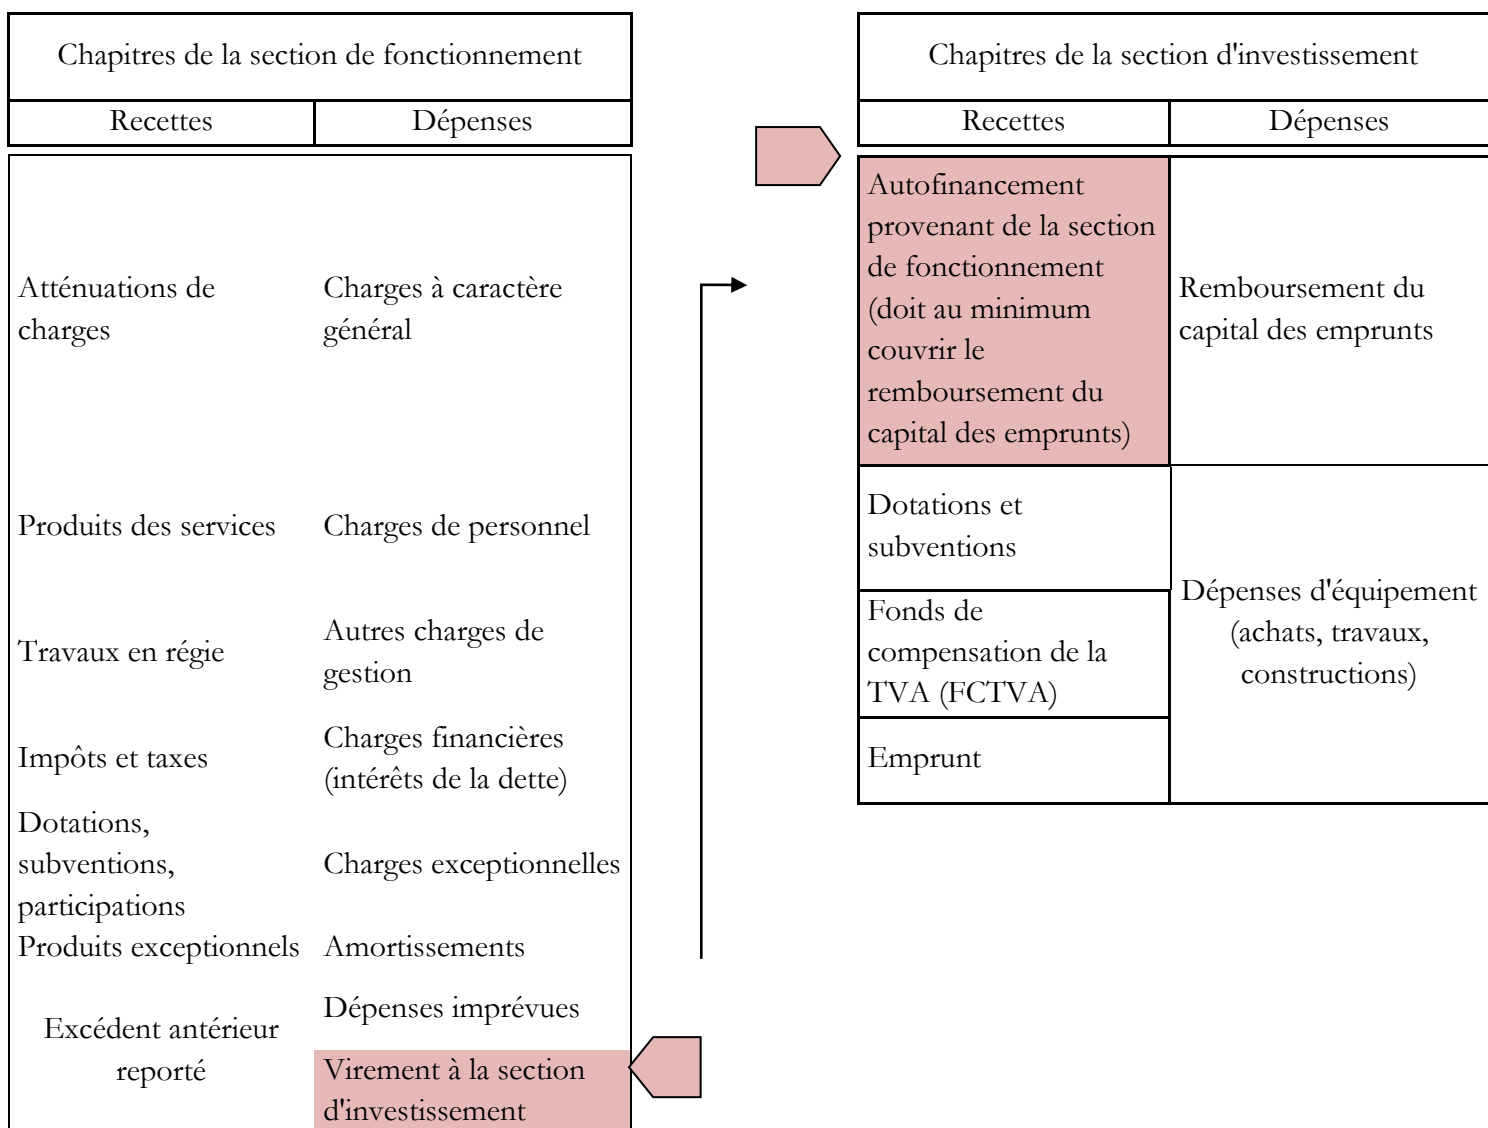 Chapitres de la section de fonctionnement
Recettes
Dépenses
Atténuations de
charges
Charges à caractère
général
Produits des services
Charges de personnel
Travaux en régie
Autres charges de
gestion
Impôts et taxes
Charges financières
(intérêts de la dette)
Dotations,
subventions,
participations
Charges exceptionnelles
Produits exceptionnels
Amortissements
Excédent antérieur
reporté
Dépenses imprévues
Virement à la section
d'investissement
Chapitres de la section d'investissement
Recettes
Dépenses
Autofinancement
provenant de la section
de fonctionnement
(doit au minimum
couvrir le
remboursement du
capital des emprunts)
Remboursement du
capital des emprunts
Dotations et
subventions
Fonds de
compensation de la
TVA (FCTVA)
Emprunt
Dépenses d'équipement
(achats, travaux,
constructions)